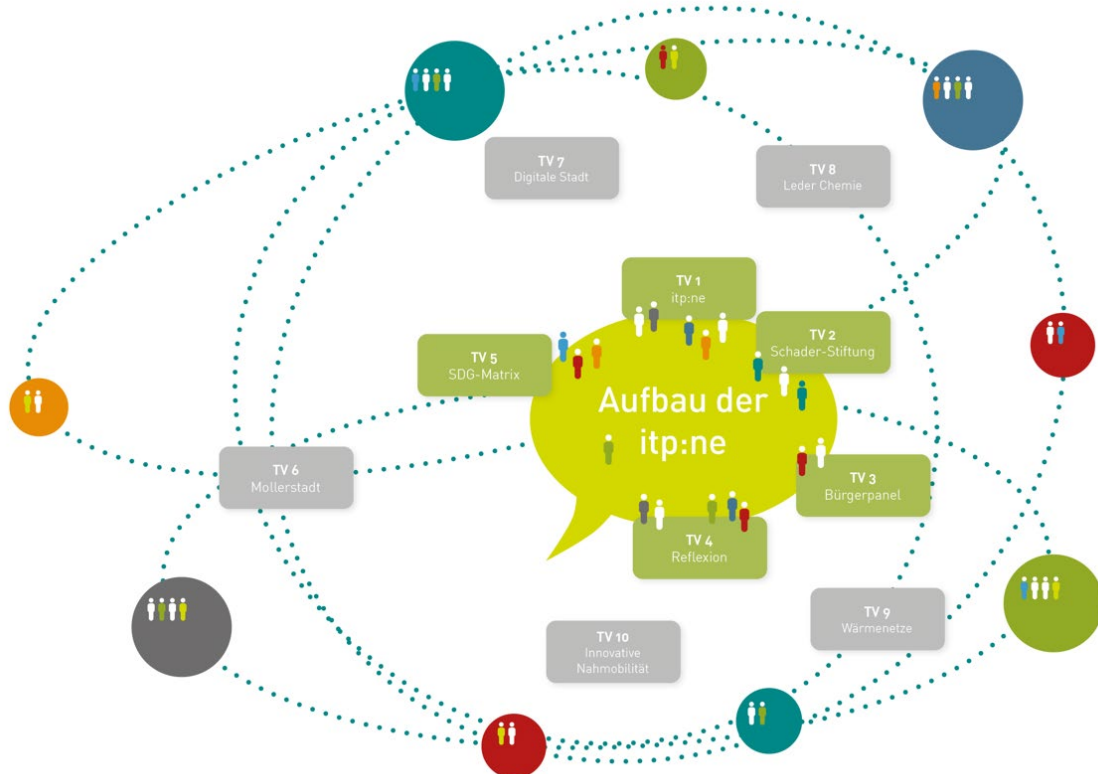 TV 7
Digitale Stadt
TV 8
Leder Chemie
TV 1
itp:ne
TV 2
Schader-Stiftung
TV 5
SDG-Matrix
Aufbau der
itp:ne
TV 6
Mollerstadt
TV 3
Bürgerpanel
TV 4
Reflexion
TV 9
Wärmenetze
TV 10
Innovative
Nahmobilität